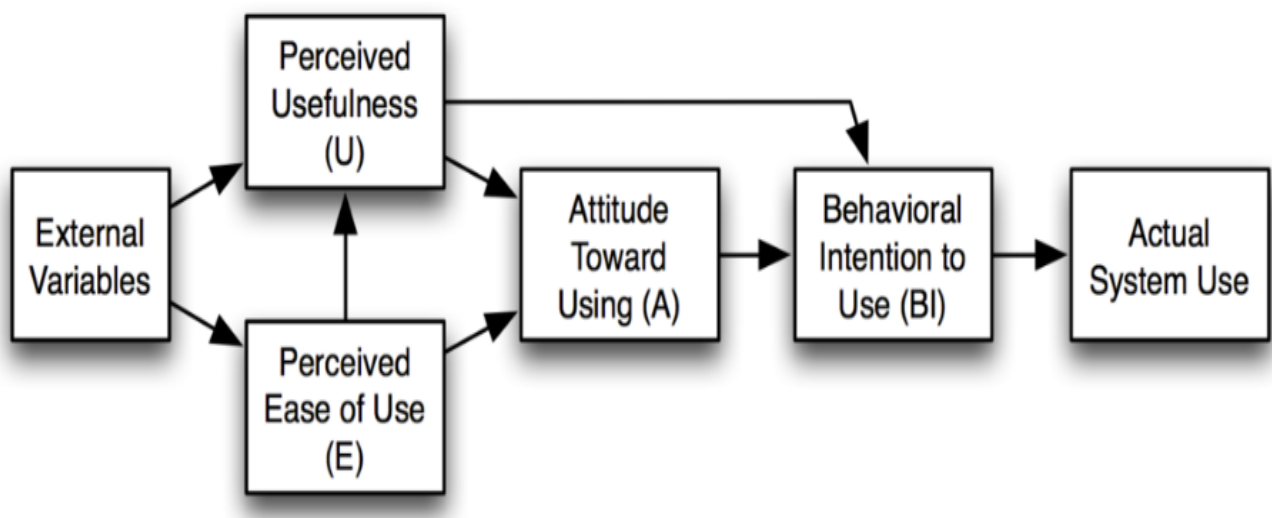 External
Variables
Perceived
Usefulness
(U)
Perceived
Ease of Use
(E)
Attitude
Toward
Using (A)
Behavioral
Intention to
Use (BI)
Actual
System Use